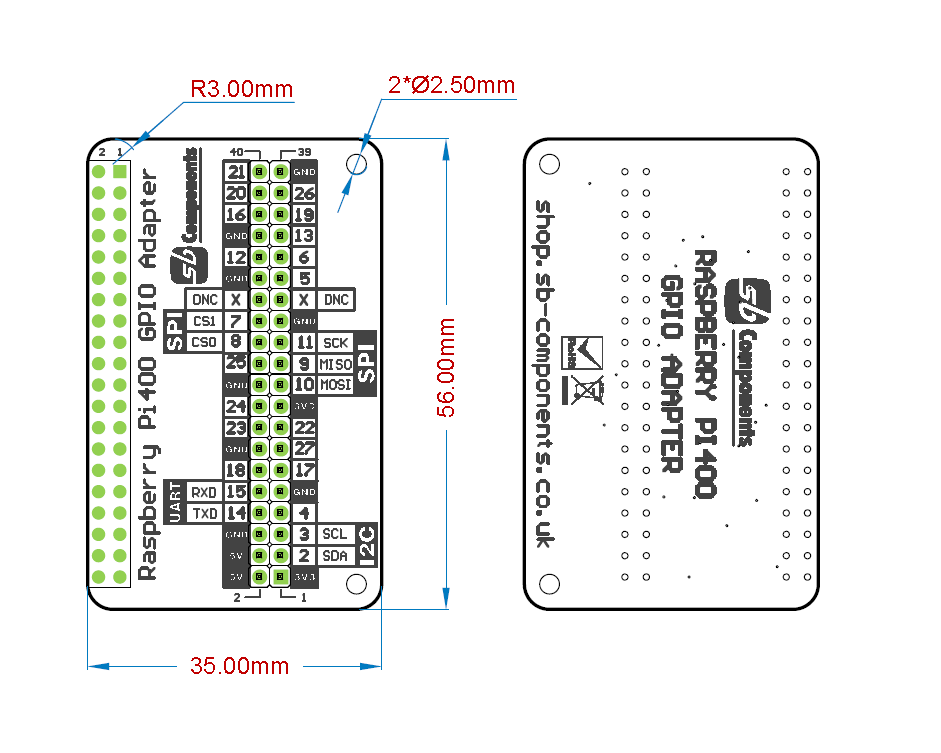 R3.00mm
2*Ø2.50mm
2 1
40 39
21 GND
20 26
16 19
GND 13
12 6
GND 5
DNC X X DNC
CS1 7 GND
CS0 8 11 SCK
SPI
25 9 MISO
GND 10 MOSI
SPI
24 3V3
23 22
GND 27
18 17
RXD 15 GND
TXD 14 4
UART
GND 3 SCL
5V 2 SDA
I2C
5V 3V3
2 1
Raspberry Pi400 GPIO Adapter
sb Components
56.00mm
35.00mm
shop.sb-components.co.uk
RoHS
RASPBERRY PI400
GPIO ADAPTER
sb Components